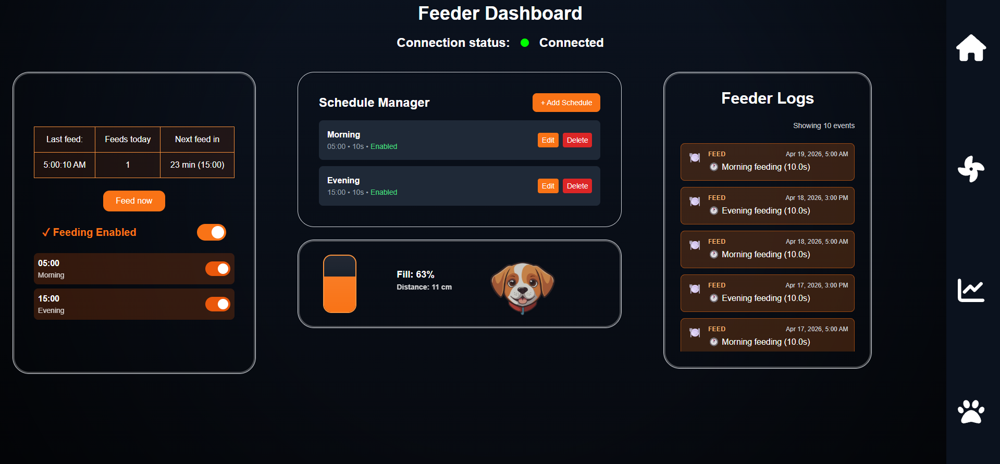 Feeder Dashboard
Connection status: Connected
Last feed: Feeds today Next feed in
5:00:10 AM 1 23 min (15:00)
Feed now
✓ Feeding Enabled
05:00
Morning
15:00
Evening
Schedule Manager
+ Add Schedule
Morning
05:00 • 10s • Enabled
Edit Delete
Evening
15:00 • 10s • Enabled
Edit Delete
Fill: 63%
Distance: 11 cm
Feeder Logs
Showing 10 events
FEED Apr 19, 2026, 5:00 AM
Morning feeding (10.0s)
FEED Apr 18, 2026, 3:00 PM
Evening feeding (10.0s)
FEED Apr 18, 2026, 5:00 AM
Morning feeding (10.0s)
FEED Apr 17, 2026, 3:00 PM
Evening feeding (10.0s)
FEED Apr 17, 2026, 5:00 AM
Morning feeding (10.0s)